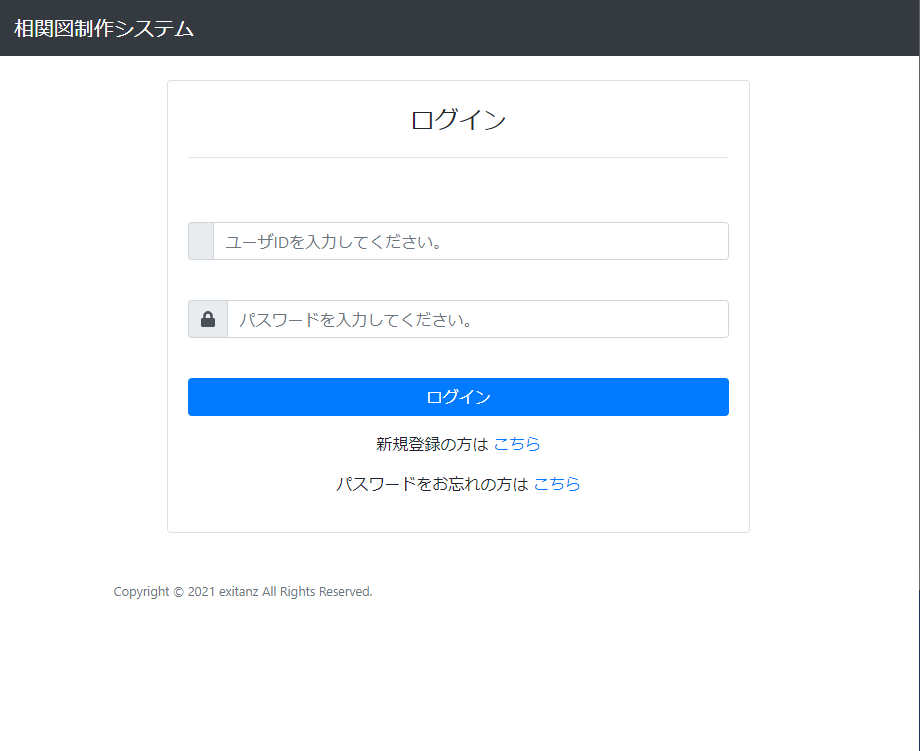 相関図制作システム
ログイン
ユーザIDを入力してください。
パスワードを入力してください。
ログイン
新規登録の方は こちら
パスワードをお忘れの方は こちら
Copyright © 2021 exitanz All Rights Reserved.